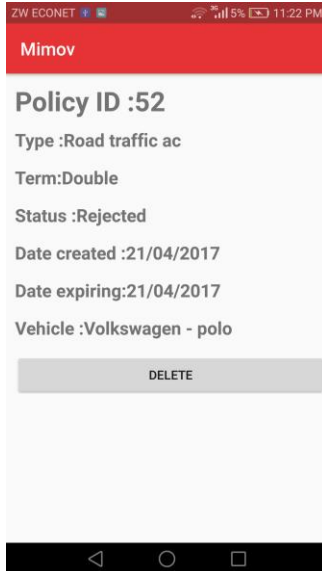 ZW ECONET 3G 5% 11:22 PM
Mimov
Policy ID :52
Type :Road traffic ac
Term:Double
Status :Rejected
Date created :21/04/2017
Date expiring:21/04/2017
Vehicle :Volkswagen - polo
DELETE